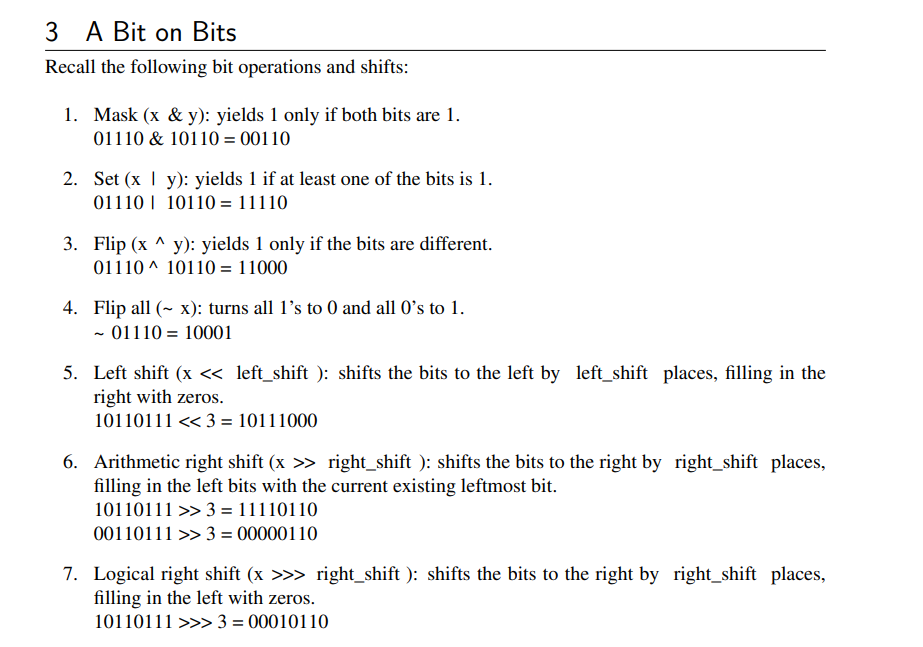 3 A Bit on Bits
Recall the following bit operations and shifts:
1. Mask (x & y): yields 1 only if both bits are 1.
01110 & 10110 = 00110
2. Set (x | y): yields 1 if at least one of the bits is 1.
01110 | 10110 = 11110
3. Flip (x ^ y): yields 1 only if the bits are different.
01110 ^ 10110 = 11000
4. Flip all (~ x): turns all 1's to 0 and all 0's to 1.
~ 01110 = 10001
5. Left shift (x << left_shift ): shifts the bits to the left by left_shift places, filling in the
right with zeros.
10110111 << 3 = 10111000
6. Arithmetic right shift (x >> right_shift ): shifts the bits to the right by right_shift places,
filling in the left bits with the current existing leftmost bit.
10110111 >> 3 = 11110110
00110111 >> 3 = 00000110
7. Logical right shift (x >>> right_shift ): shifts the bits to the right by right_shift places,
filling in the left with zeros.
10110111 >>> 3 = 00010110